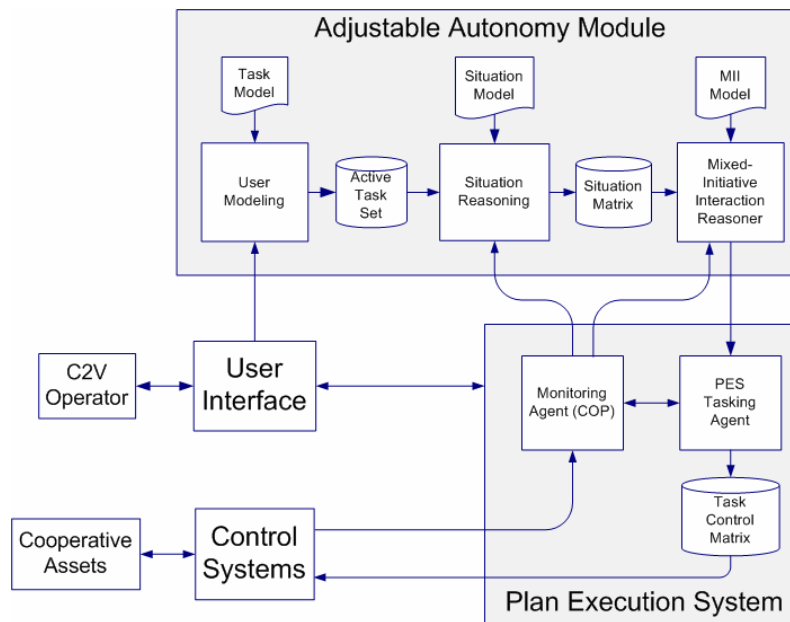 Adjustable Autonomy Module
Task
Model
Situation
Model
MII
Model
User
Modeling
Active
Task
Set
Situation
Reasoning
Situation
Matrix
Mixed-
Initiative
Interaction
Reasoner
C2V
Operator
User
Interface
Monitoring
Agent (COP)
PES
Tasking
Agent
Cooperative
Assets
Control
Systems
Task
Control
Matrix
Plan Execution System